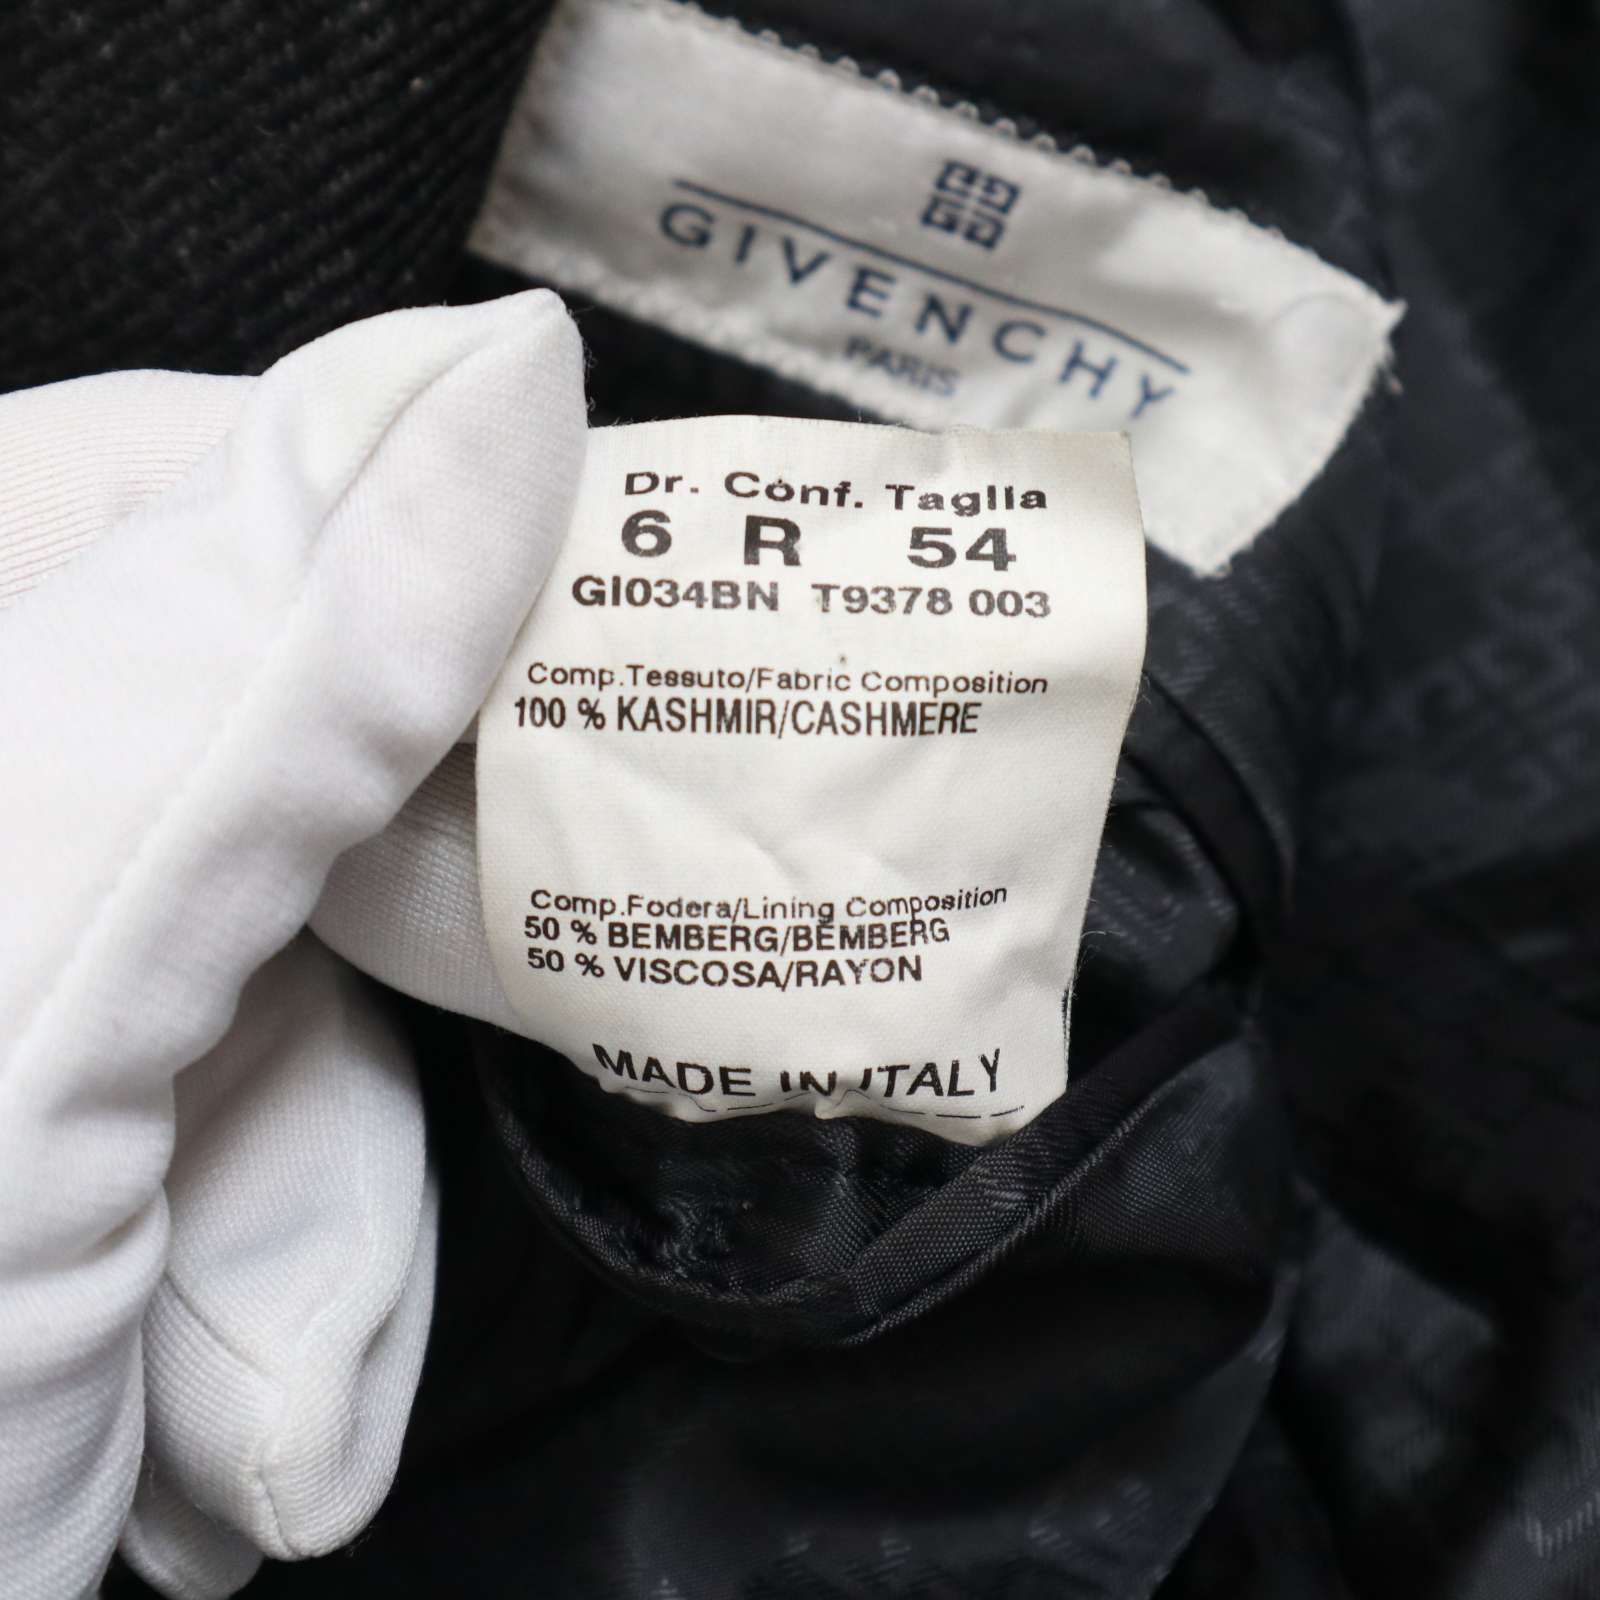 GIVENCHY
PARIS
Dr. Conf. Taglia
6 R 54
GI034BN T9378 003
Comp.Tessuto/Fabric Composition
100 % KASHMIR/CASHMERE
Comp.Fodera/Lining Composition
50 % BEMBERG/BEMBERG
50 % VISCOSA/RAYON
MADE IN ITALY